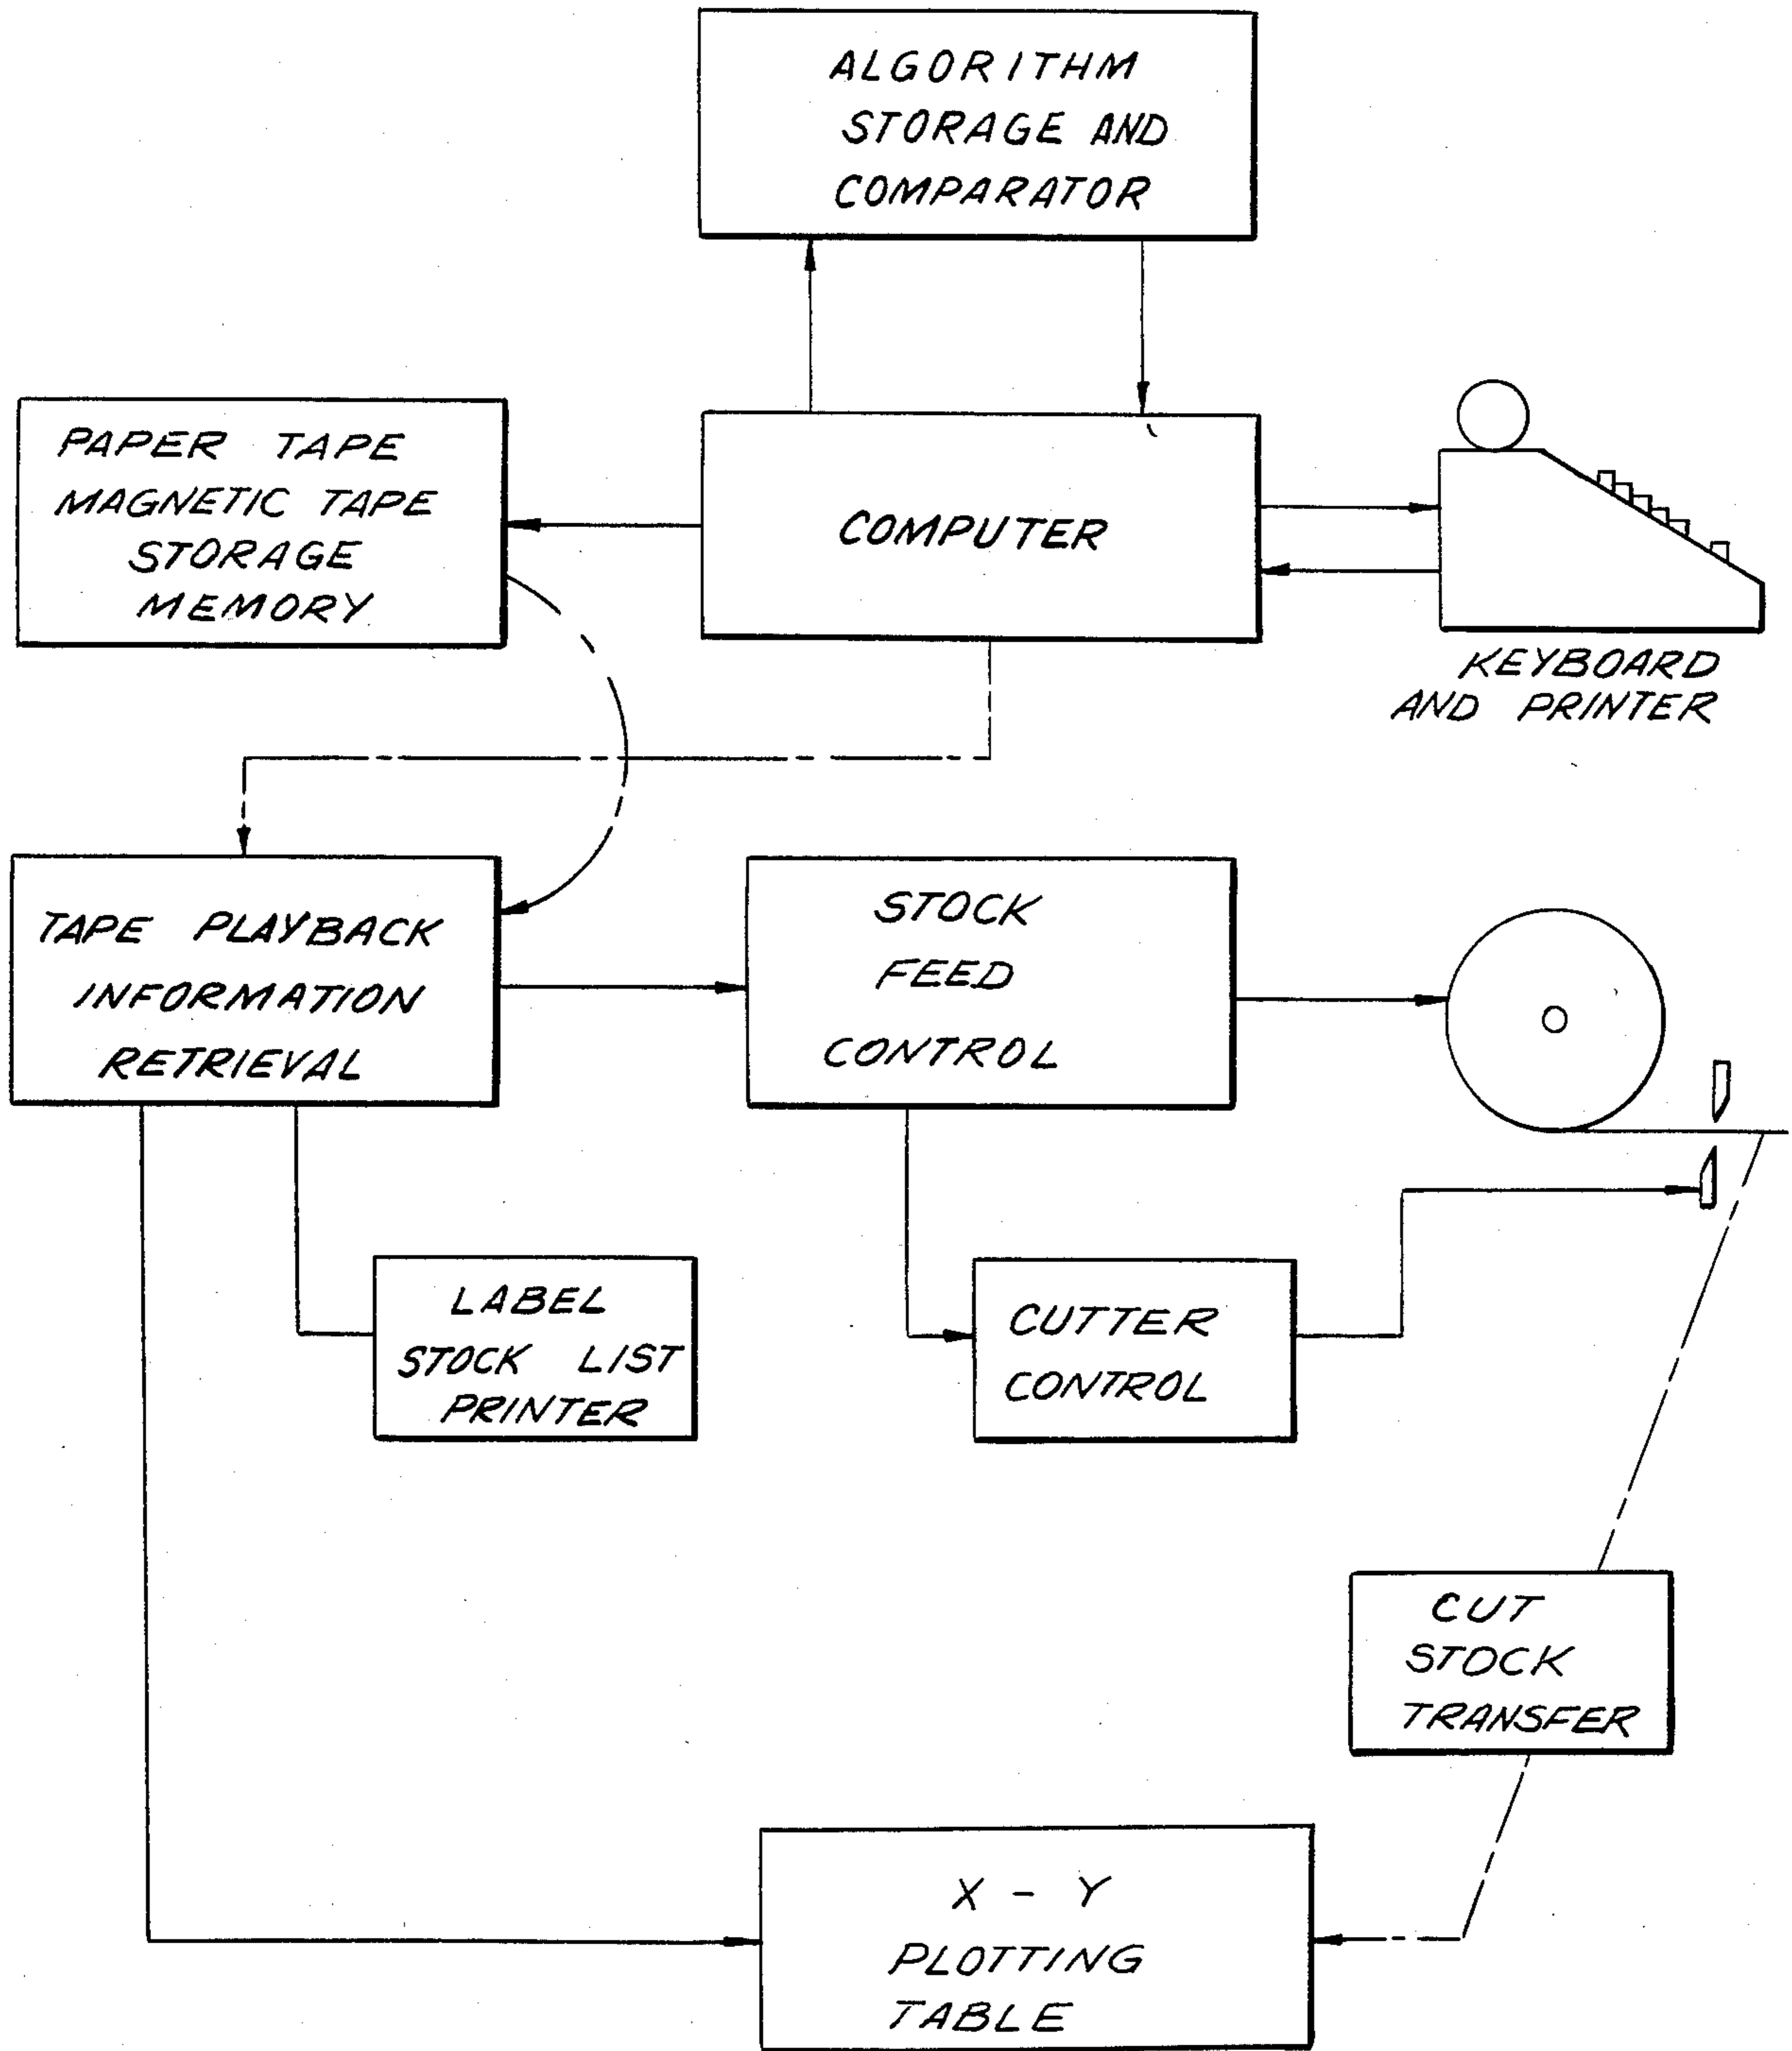 ALGORITHM
STORAGE AND
COMPARATOR
PAPER TAPE
MAGNETIC TAPE
STORAGE
MEMORY
COMPUTER
KEYBOARD
AND PRINTER
TAPE PLAYBACK
INFORMATION
RETRIEVAL
STOCK
FEED
CONTROL
LABEL
STOCK LIST
PRINTER
CUTTER
CONTROL
CUT
STOCK
TRANSFER
X - Y
PLOTTING
TABLE